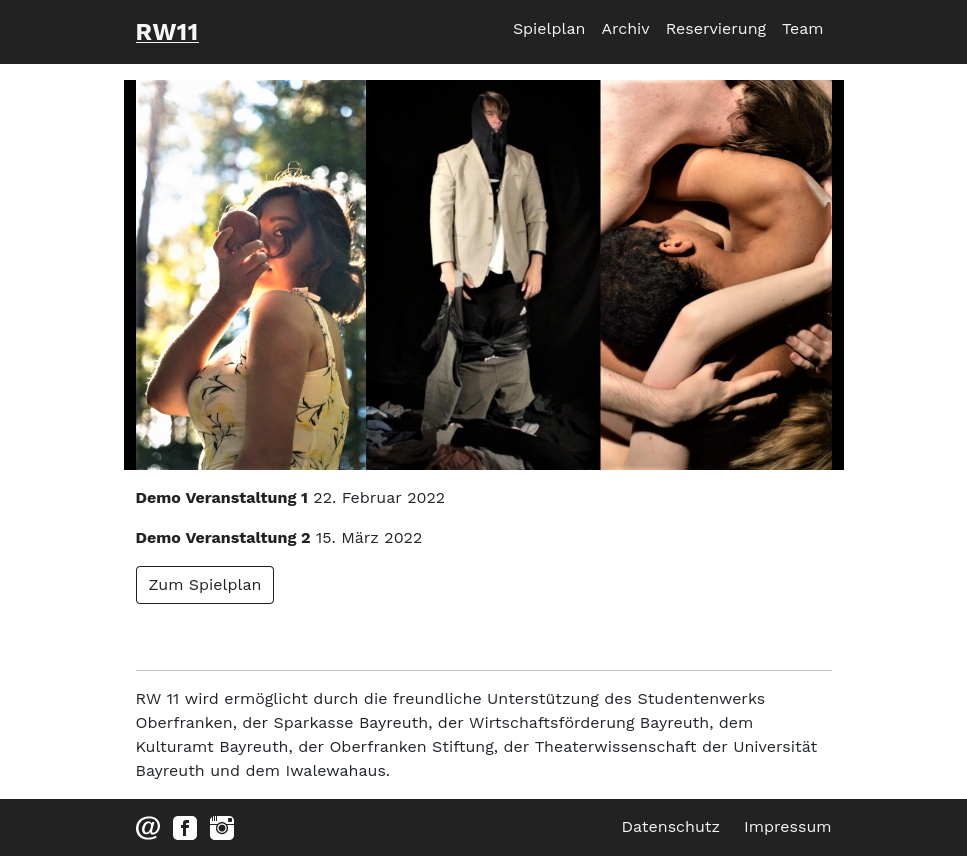 RW11
Spielplan Archiv Reservierung Team
Demo Veranstaltung 1 22. Februar 2022
Demo Veranstaltung 2 15. März 2022
Zum Spielplan
RW 11 wird ermöglicht durch die freundliche Unterstützung des Studentenwerks
Oberfranken, der Sparkasse Bayreuth, der Wirtschaftsförderung Bayreuth, dem
Kulturamt Bayreuth, der Oberfranken Stiftung, der Theaterwissenschaft der Universität
Bayreuth und dem Iwalewahaus.
@ f
Datenschutz Impressum